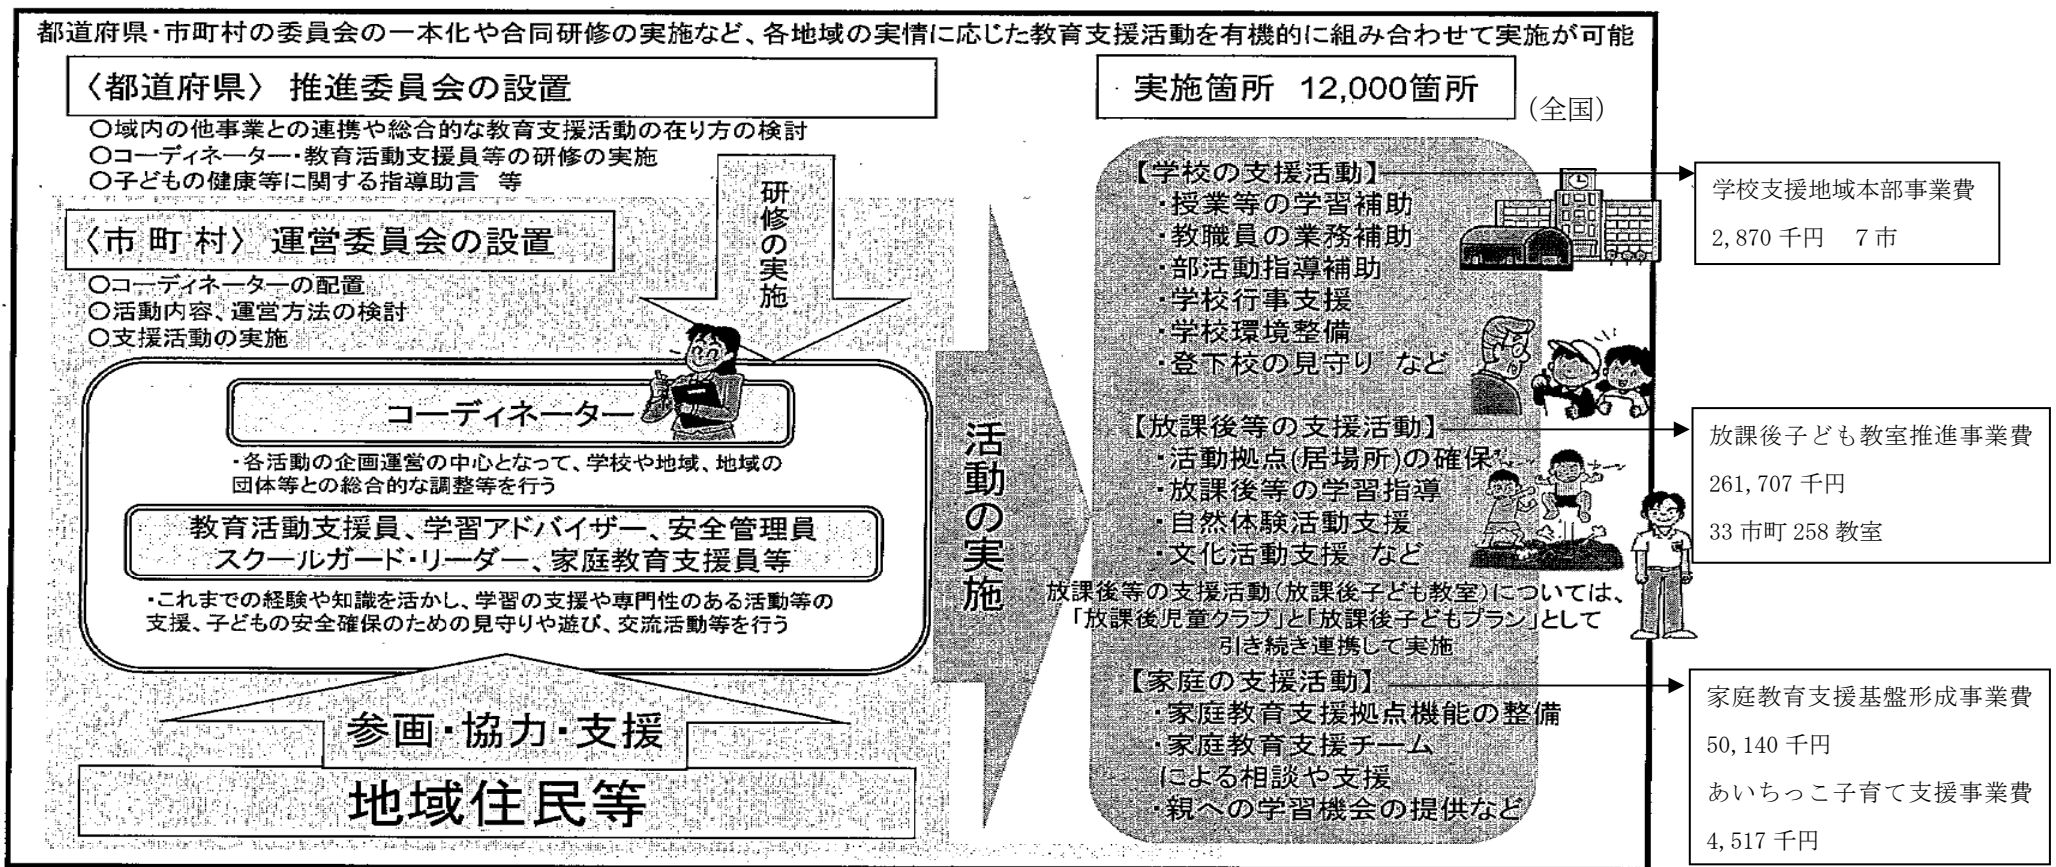 都道府県・市町村の委員会の一本化や合同研修の実施など、各地域の実情に応じた教育支援活動を有機的に組み合わせて実施が可能
〈都道府県〉 推進委員会の設置
○域内の他事業との連携や総合的な教育支援活動の在り方の検討
○コーディネーター・教育活動支援員等の研修の実施
○子どもの健康等に関する指導助言 等
研修の実施
〈市町村〉 運営委員会の設置
○コーディネーターの配置
○活動内容、運営方法の検討
○支援活動の実施
コーディネーター
・各活動の企画運営の中心となって、学校や地域、地域の
団体等との総合的な調整等を行う
教育活動支援員、学習アドバイザー、安全管理員
スクールガード・リーダー、家庭教育支援員等
・これまでの経験や知識を活かし、学習の支援や専門性のある活動等の
支援、子どもの安全確保のための見守りや遊び、交流活動等を行う
参画・協力・支援
地域住民等
活動の実施
実施箇所 12,000箇所
(全国)
【学校の支援活動】
・授業等の学習補助
・教職員の業務補助
・部活動指導補助
・学校行事支援
・学校環境整備
・登下校の見守り など
【放課後等の支援活動】
・活動拠点(居場所)の確保
・放課後等の学習指導
・自然体験活動支援
・文化活動支援 など
放課後等の支援活動(放課後子ども教室)については、
「放課後児童クラブ」と「放課後子どもプラン」として
引き続き連携して実施
【家庭の支援活動】
・家庭教育支援拠点機能の整備
・家庭教育支援チーム
による相談や支援
・親への学習機会の提供など
学校支援地域本部事業費
2,870 千円 7 市
放課後子ども教室推進事業費
261,707 千円
33 市町 258 教室
家庭教育支援基盤形成事業費
50,140 千円
あいちっこ子育て支援事業費
4,517 千円